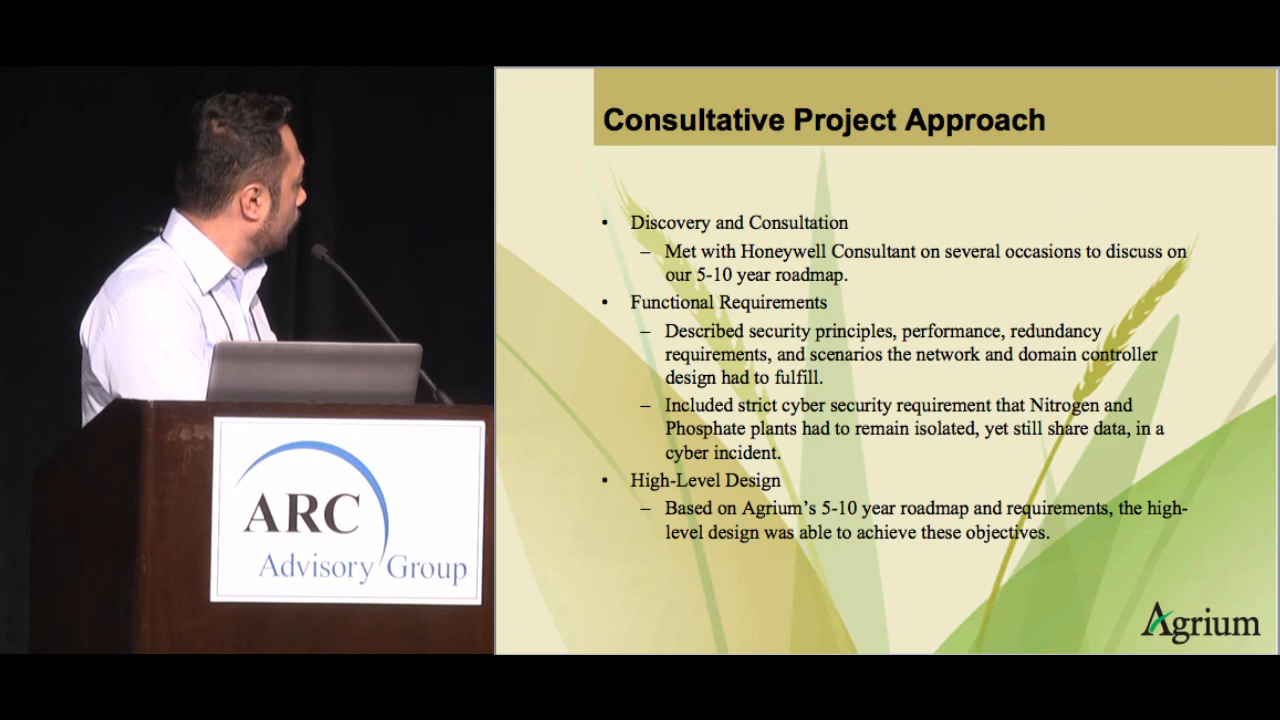 Consultative Project Approach
• Discovery and Consultation
– Met with Honeywell Consultant on several occasions to discuss on
our 5-10 year roadmap.
• Functional Requirements
– Described security principles, performance, redundancy
requirements, and scenarios the network and domain controller
design had to fulfill.
– Included strict cyber security requirement that Nitrogen and
Phosphate plants had to remain isolated, yet still share data, in a
cyber incident.
• High-Level Design
– Based on Agrium's 5-10 year roadmap and requirements, the high-
level design was able to achieve these objectives.
Agrium
ARC
Advisory Group